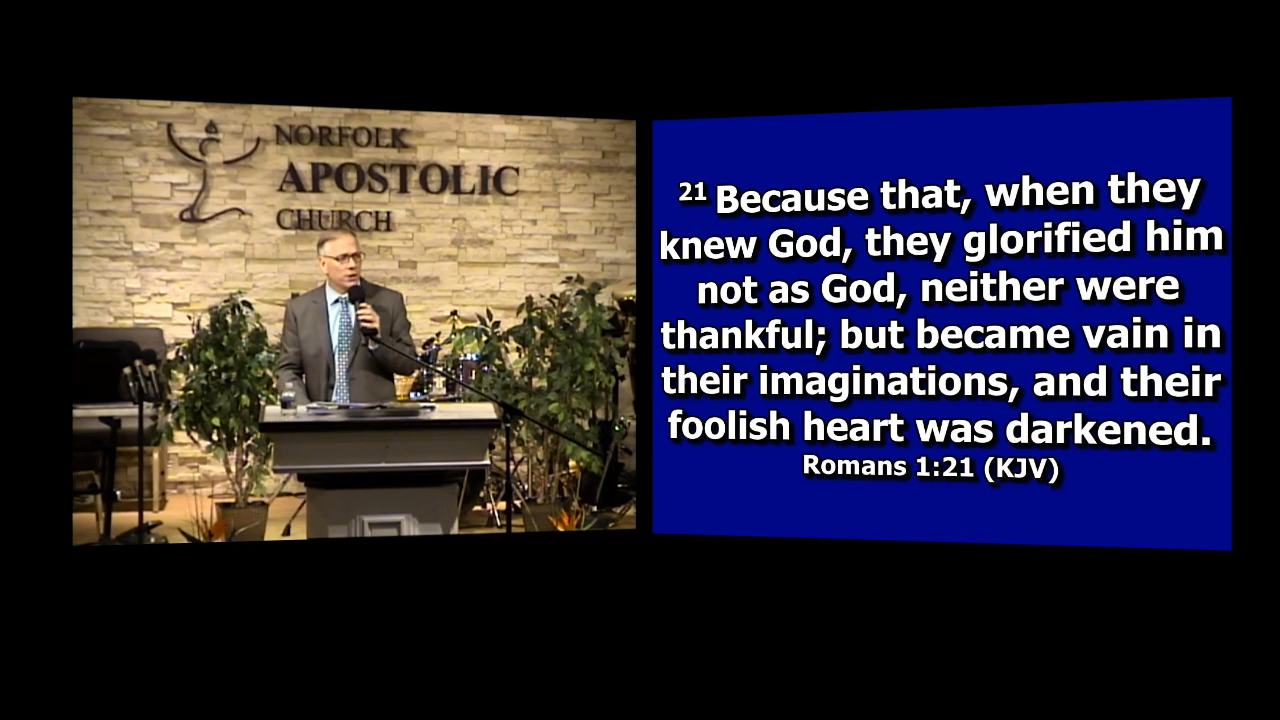 NORFOLK
APOSTOLIC
CHURCH
21 Because that, when they
knew God, they glorified him
not as God, neither were
thankful; but became vain in
their imaginations, and their
foolish heart was darkened.
Romans 1:21 (KJV)